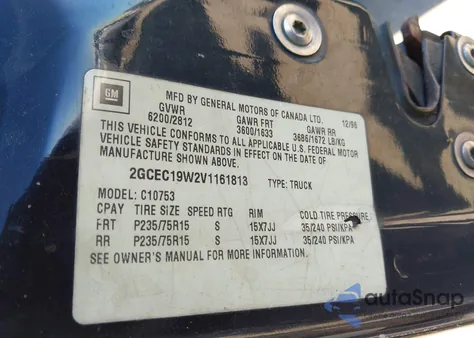 GM
MFD BY GENERAL MOTORS OF CANADA LTD. 12/96
GVWR GAWR FRT GAWR RR
6200/2812 3600/1633 3686/1672 LB/KG
THIS VEHICLE CONFORMS TO ALL APPLICABLE U.S. FEDERAL MOTOR
VEHICLE SAFETY STANDARDS IN EFFECT ON THE DATE OF
MANUFACTURE SHOWN ABOVE.
2GCEC19W2V1161813 TYPE: TRUCK
MODEL: C10753
CPAY TIRE SIZE SPEED RTG RIM COLD TIRE PRESSURE
FRT P235/75R15 S 15X7JJ 35/240 PSI/KPA
RR P235/75R15 S 15X7JJ 35/240 PSI/KPA
SEE OWNER'S MANUAL FOR MORE INFORMATION.
autoSnap